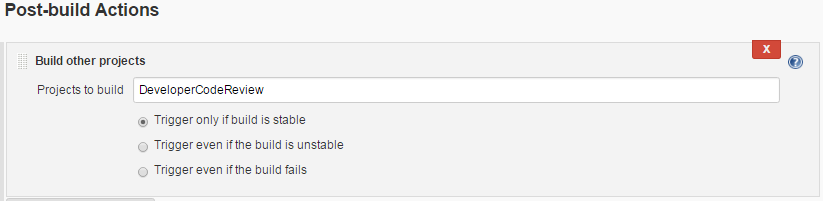 Post-build Actions
X
Build other projects
?
Projects to build DeveloperCodeReview
Trigger only if build is stable
Trigger even if the build is unstable
Trigger even if the build fails